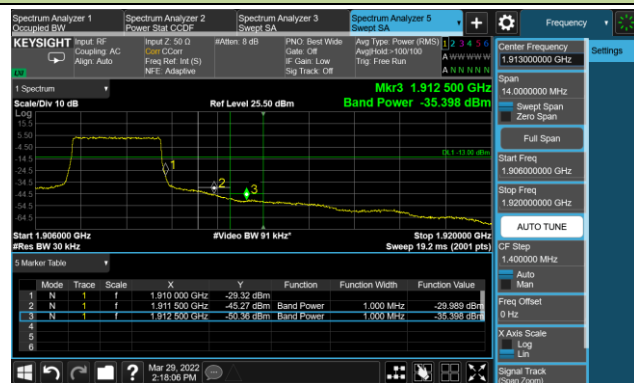 Spectrum Analyzer 1
Occupied BW
Spectrum Analyzer 2
Power Stat CCDF
Spectrum Analyzer 3
Swept SA
Spectrum Analyzer 5
Swept SA
Frequency
KEYSIGHT
Input: RF
Coupling: AC
Align: Auto
Input Z: 50 Ω
Corr CCorr
Freq Ref: Int (S)
NFE: Adaptive
#Atten: 8 dB
PNO: Best Wide
Gate: Off
IF Gain: Low
Sig Track: Off
Avg Type: Power (RMS)
Avg|Hold:>100/100
Trig: Free Run
1 2 3 4 5 6
A W W W W W
A N N N N N
LXI
1 Spectrum
Scale/Div 10 dB
Log
Ref Level 25.50 dBm
Mkr3 1.912 500 GHz
Band Power -35.398 dBm
15.5
5.50
-4.50
-14.5
-24.5
-34.5
-44.5
-54.5
-64.5
DL1 -13.00 dBm
1
2
3
Start 1.906000 GHz
#Res BW 30 kHz
#Video BW 91 kHz*
Stop 1.920000 GHz
Sweep 19.2 ms (2001 pts)
5 Marker Table
Mode Trace Scale X Y Function Function Width Function Value
1 N 1 f 1.910 000 GHz -29.32 dBm
2 N 1 f 1.911 500 GHz -45.27 dBm Band Power 1.000 MHz -29.989 dBm
3 N 1 f 1.912 500 GHz -50.36 dBm Band Power 1.000 MHz -35.398 dBm
4
5
6
Mar 29, 2022
2:18:06 PM
Center Frequency
1.913000000 GHz
Settings
Span
14.0000000 MHz
Swept Span
Zero Span
Full Span
Start Freq
1.906000000 GHz
Stop Freq
1.920000000 GHz
AUTO TUNE
CF Step
1.400000 MHz
Auto
Man
Freq Offset
0 Hz
X Axis Scale
Log
Lin
Signal Track
(Span Zoom)